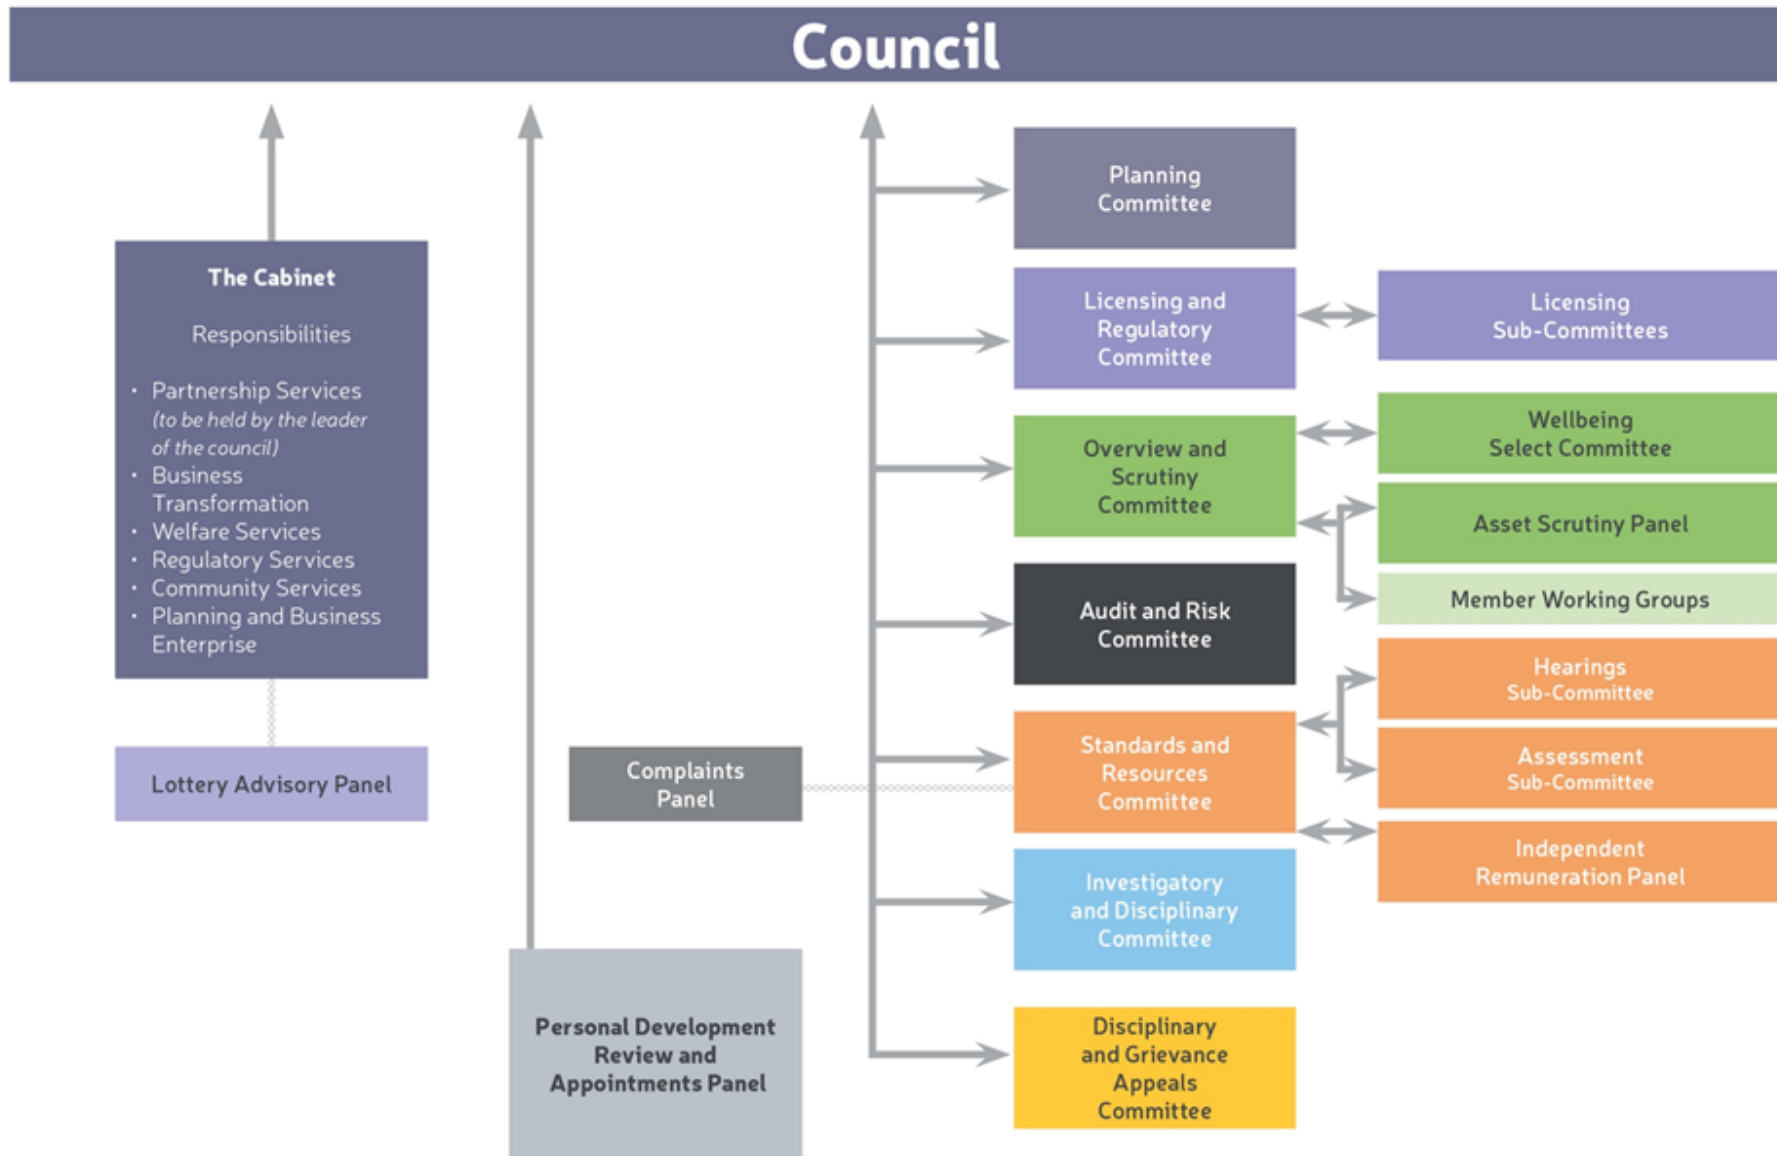 Council
The Cabinet
Responsibilities
• Partnership Services
(to be held by the leader
of the council)
• Business
Transformation
• Welfare Services
• Regulatory Services
• Community Services
• Planning and Business
Enterprise
Lottery Advisory Panel
Personal Development
Review and
Appointments Panel
Complaints
Panel
Planning
Committee
Licensing and
Regulatory
Committee
Licensing
Sub-Committees
Overview and
Scrutiny
Committee
Wellbeing
Select Committee
Asset Scrutiny Panel
Member Working Groups
Audit and Risk
Committee
Standards and
Resources
Committee
Hearings
Sub-Committee
Assessment
Sub-Committee
Independent
Remuneration Panel
Investigatory
and Disciplinary
Committee
Disciplinary
and Grievance
Appeals
Committee